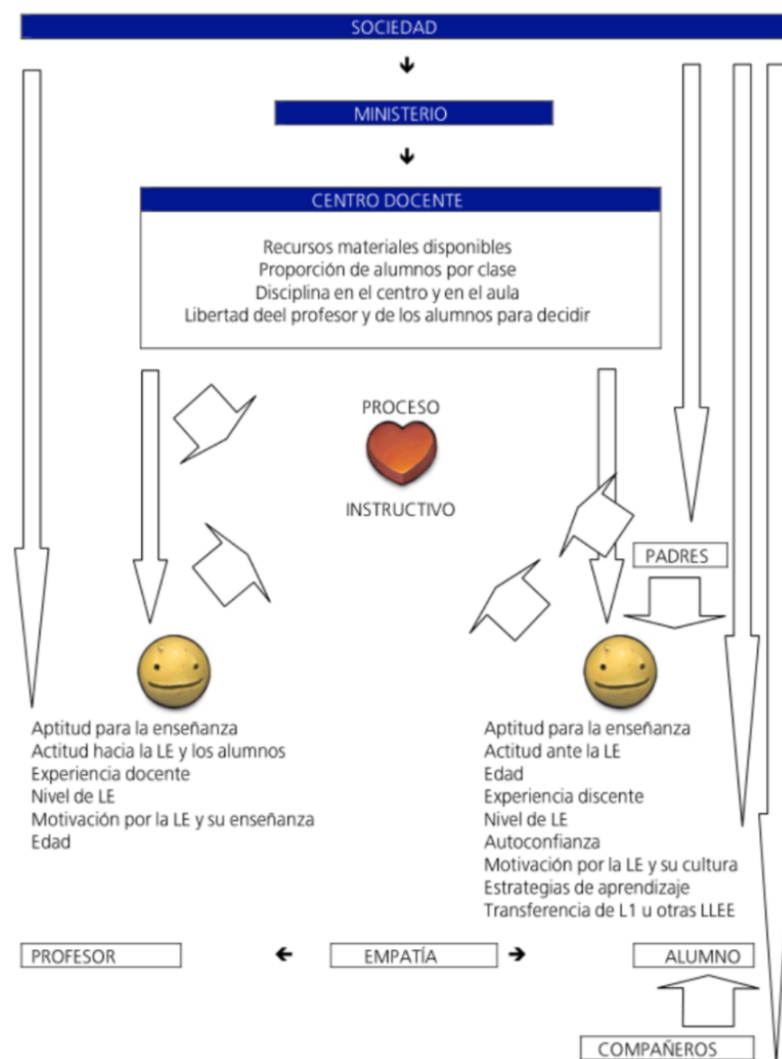 SOCIEDAD
MINISTERIO
CENTRO DOCENTE
Recursos materiales disponibles
Proporción de alumnos por clase
Disciplina en el centro y en el aula
Libertad deel profesor y de los alumnos para decidir
PROCESO
INSTRUCTIVO
PADRES
Aptitud para la enseñanza
Actitud hacia la LE y los alumnos
Experiencia docente
Nivel de LE
Motivación por la LE y su enseñanza
Edad
Aptitud para la enseñanza
Actitud ante la LE
Edad
Experiencia discente
Nivel de LE
Autoconfianza
Motivación por la LE y su cultura
Estrategias de aprendizaje
Transferencia de L1 u otras LLEE
PROFESOR
EMPATÍA
ALUMNO
COMPAÑEROS